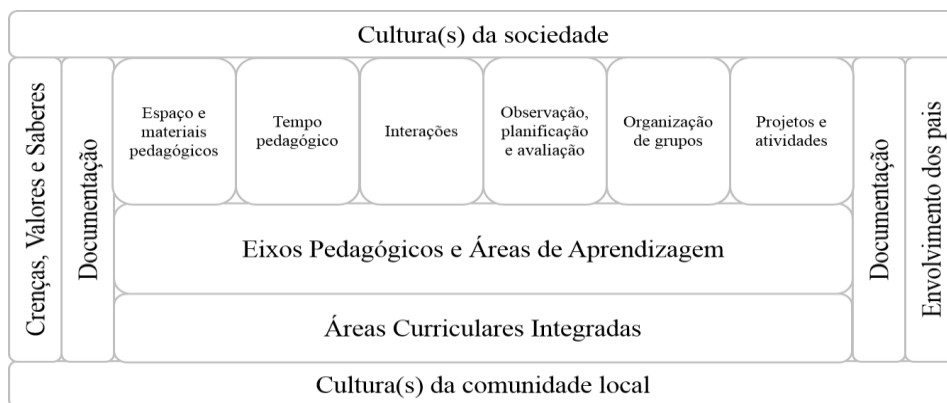 Cultura(s) da sociedade
Crenças, Valores e Saberes
Documentação
Espaço e
materiais
pedagógicos
Tempo
pedagógico
Interações
Observação,
planificação
e avaliação
Organização
de grupos
Projetos e
atividades
Documentação
Envolvimento dos pais
Eixos Pedagógicos e Áreas de Aprendizagem
Áreas Curriculares Integradas
Cultura(s) da comunidade local